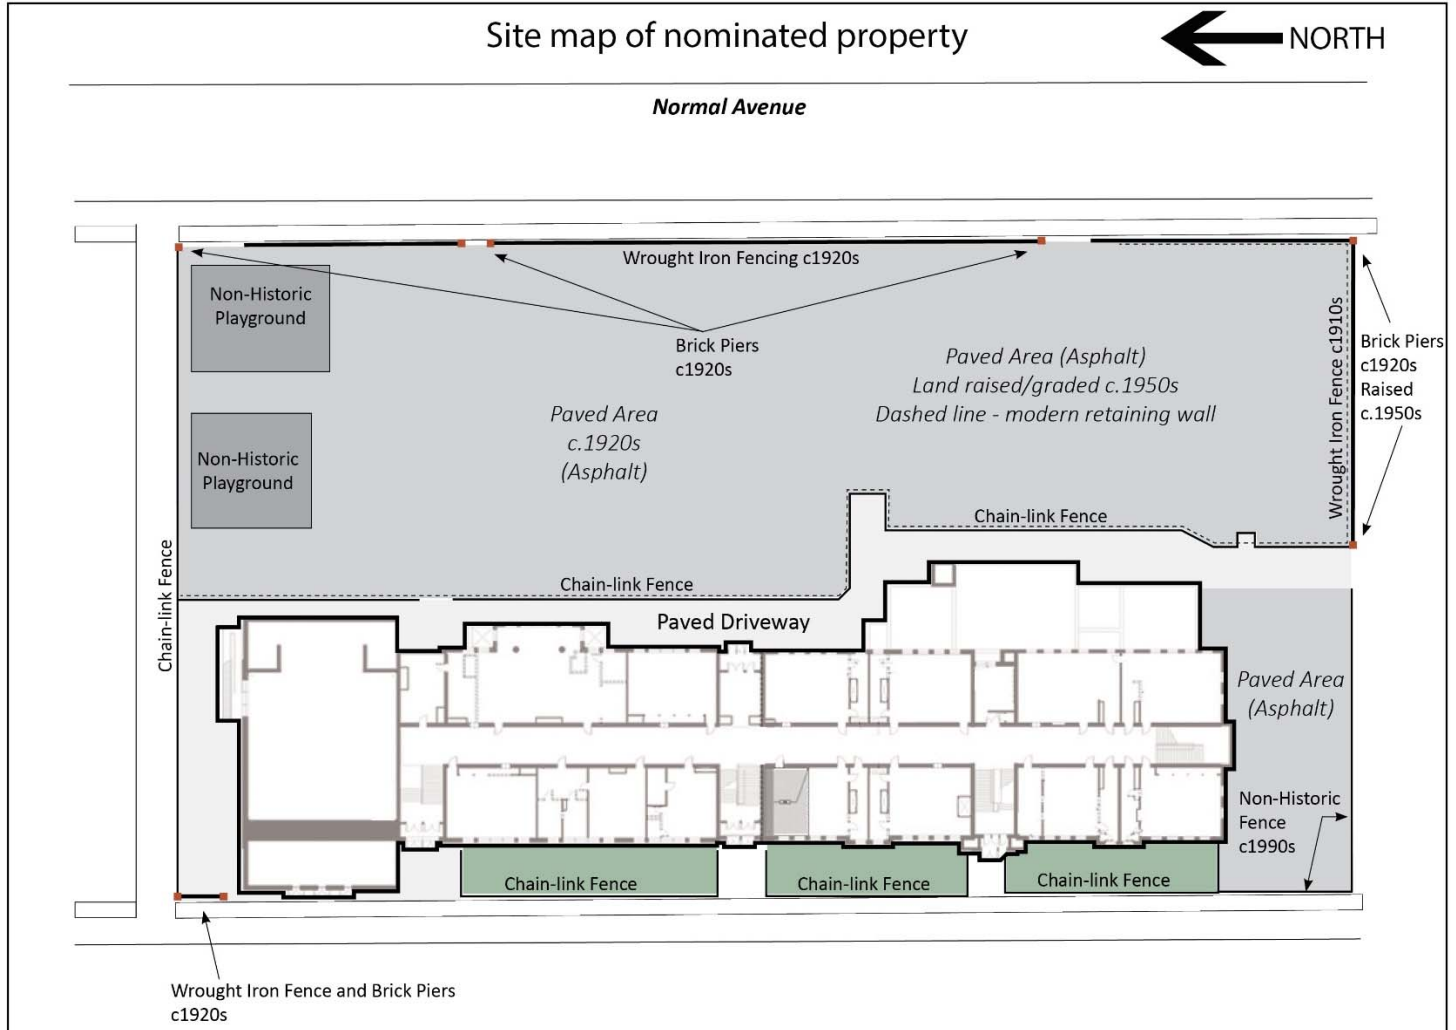 Site map of nominated property
NORTH
Normal Avenue
Wrought Iron Fencing c1920s
Non-Historic
Playground
Brick Piers
c1920s
Paved Area (Asphalt)
Land raised/graded c.1950s
Dashed line - modern retaining wall
Wrought Iron Fence c1910s
Brick Piers
c1920s
Raised
c.1950s
Paved Area
c.1920s
(Asphalt)
Non-Historic
Playground
Chain-link Fence
Chain-link Fence
Chain-link Fence
Paved Driveway
Paved Area
(Asphalt)
Non-Historic
Fence
c1990s
Chain-link Fence
Chain-link Fence
Chain-link Fence
Wrought Iron Fence and Brick Piers
c1920s